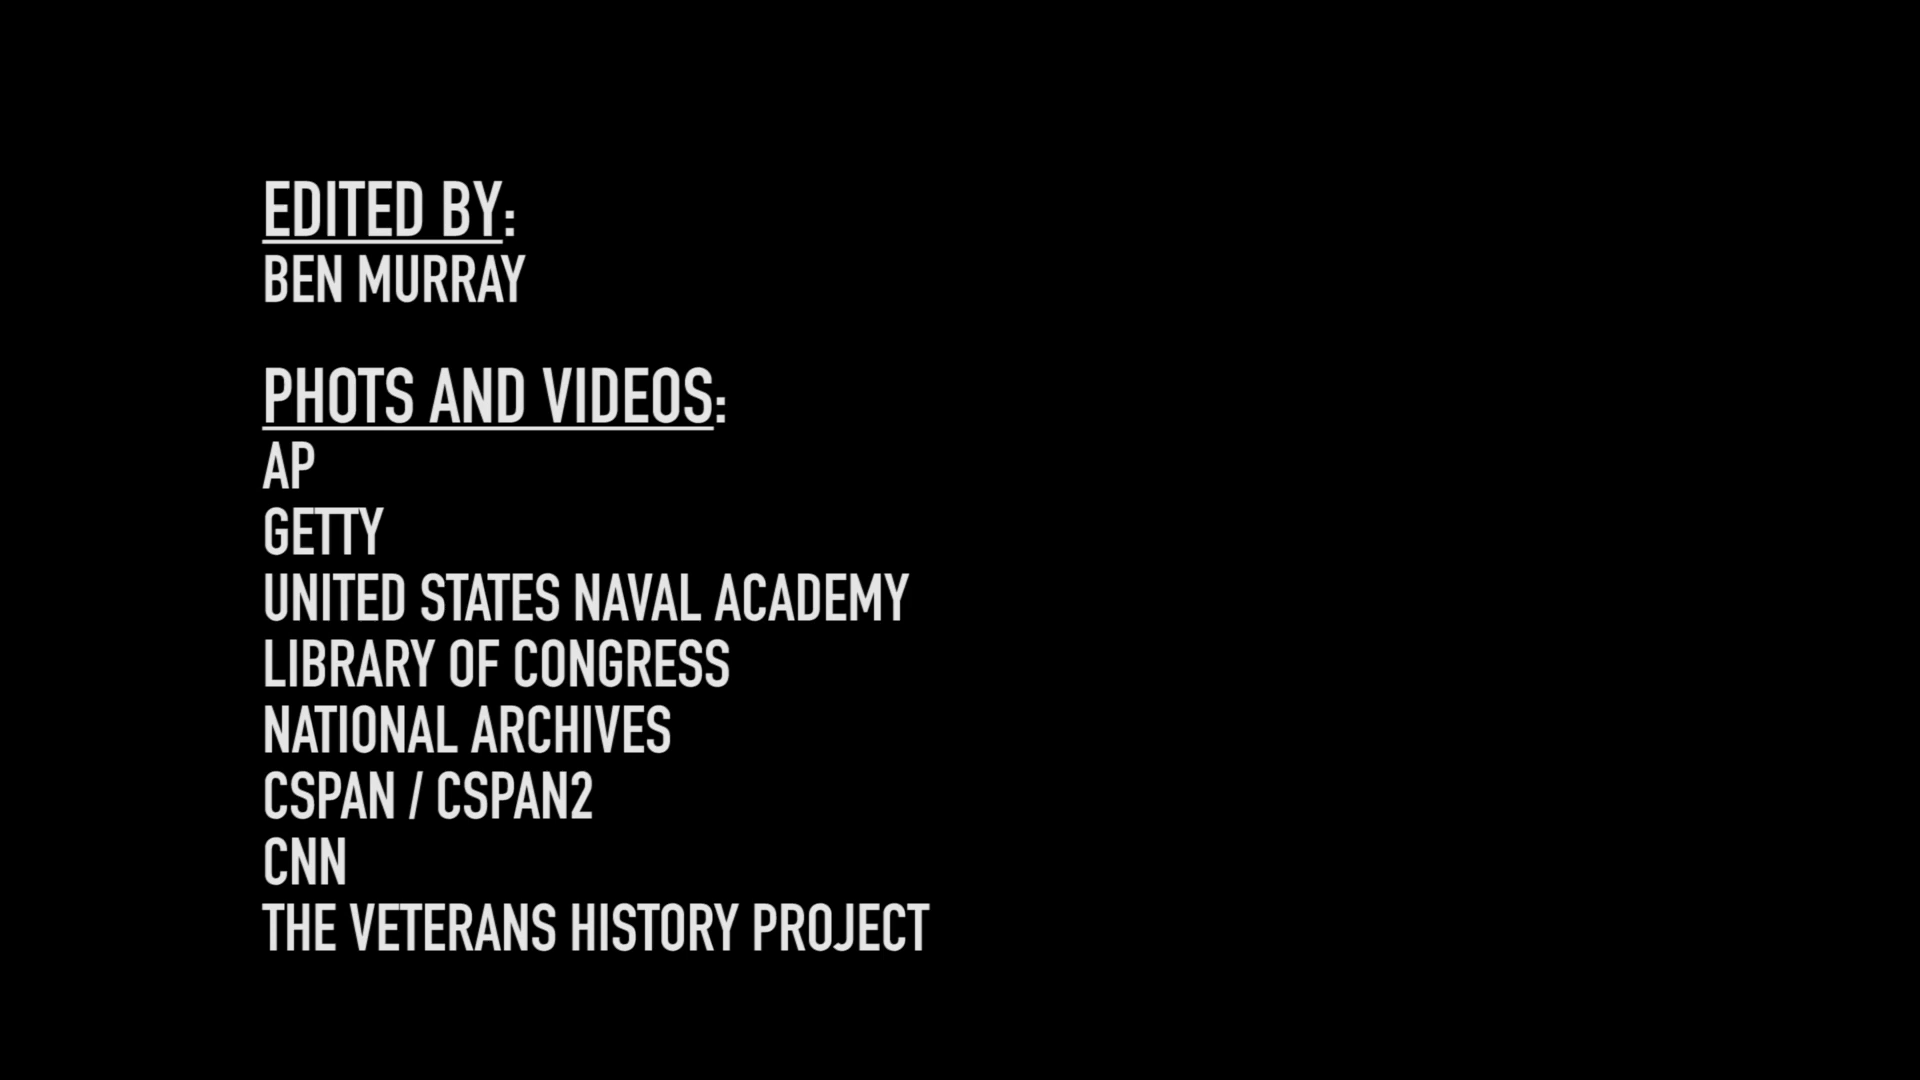 EDITED BY:
BEN MURRAY
PHOTS AND VIDEOS:
AP
GETTY
UNITED STATES NAVAL ACADEMY
LIBRARY OF CONGRESS
NATIONAL ARCHIVES
CSPAN / CSPAN2
CNN
THE VETERANS HISTORY PROJECT